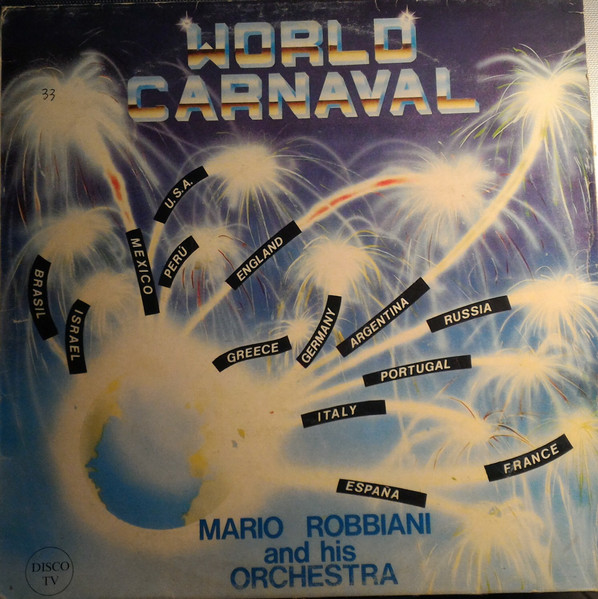 WORLD
CARNAVAL
33
U.S.A.
MEXICO
PERÚ
ENGLAND
BRASIL
ISRAEL
GREECE
GERMANY
ARGENTINA
RUSSIA
PORTUGAL
ITALY
FRANCE
ESPAÑA
MARIO ROBBIANI
and his
ORCHESTRA
DISCO
TV